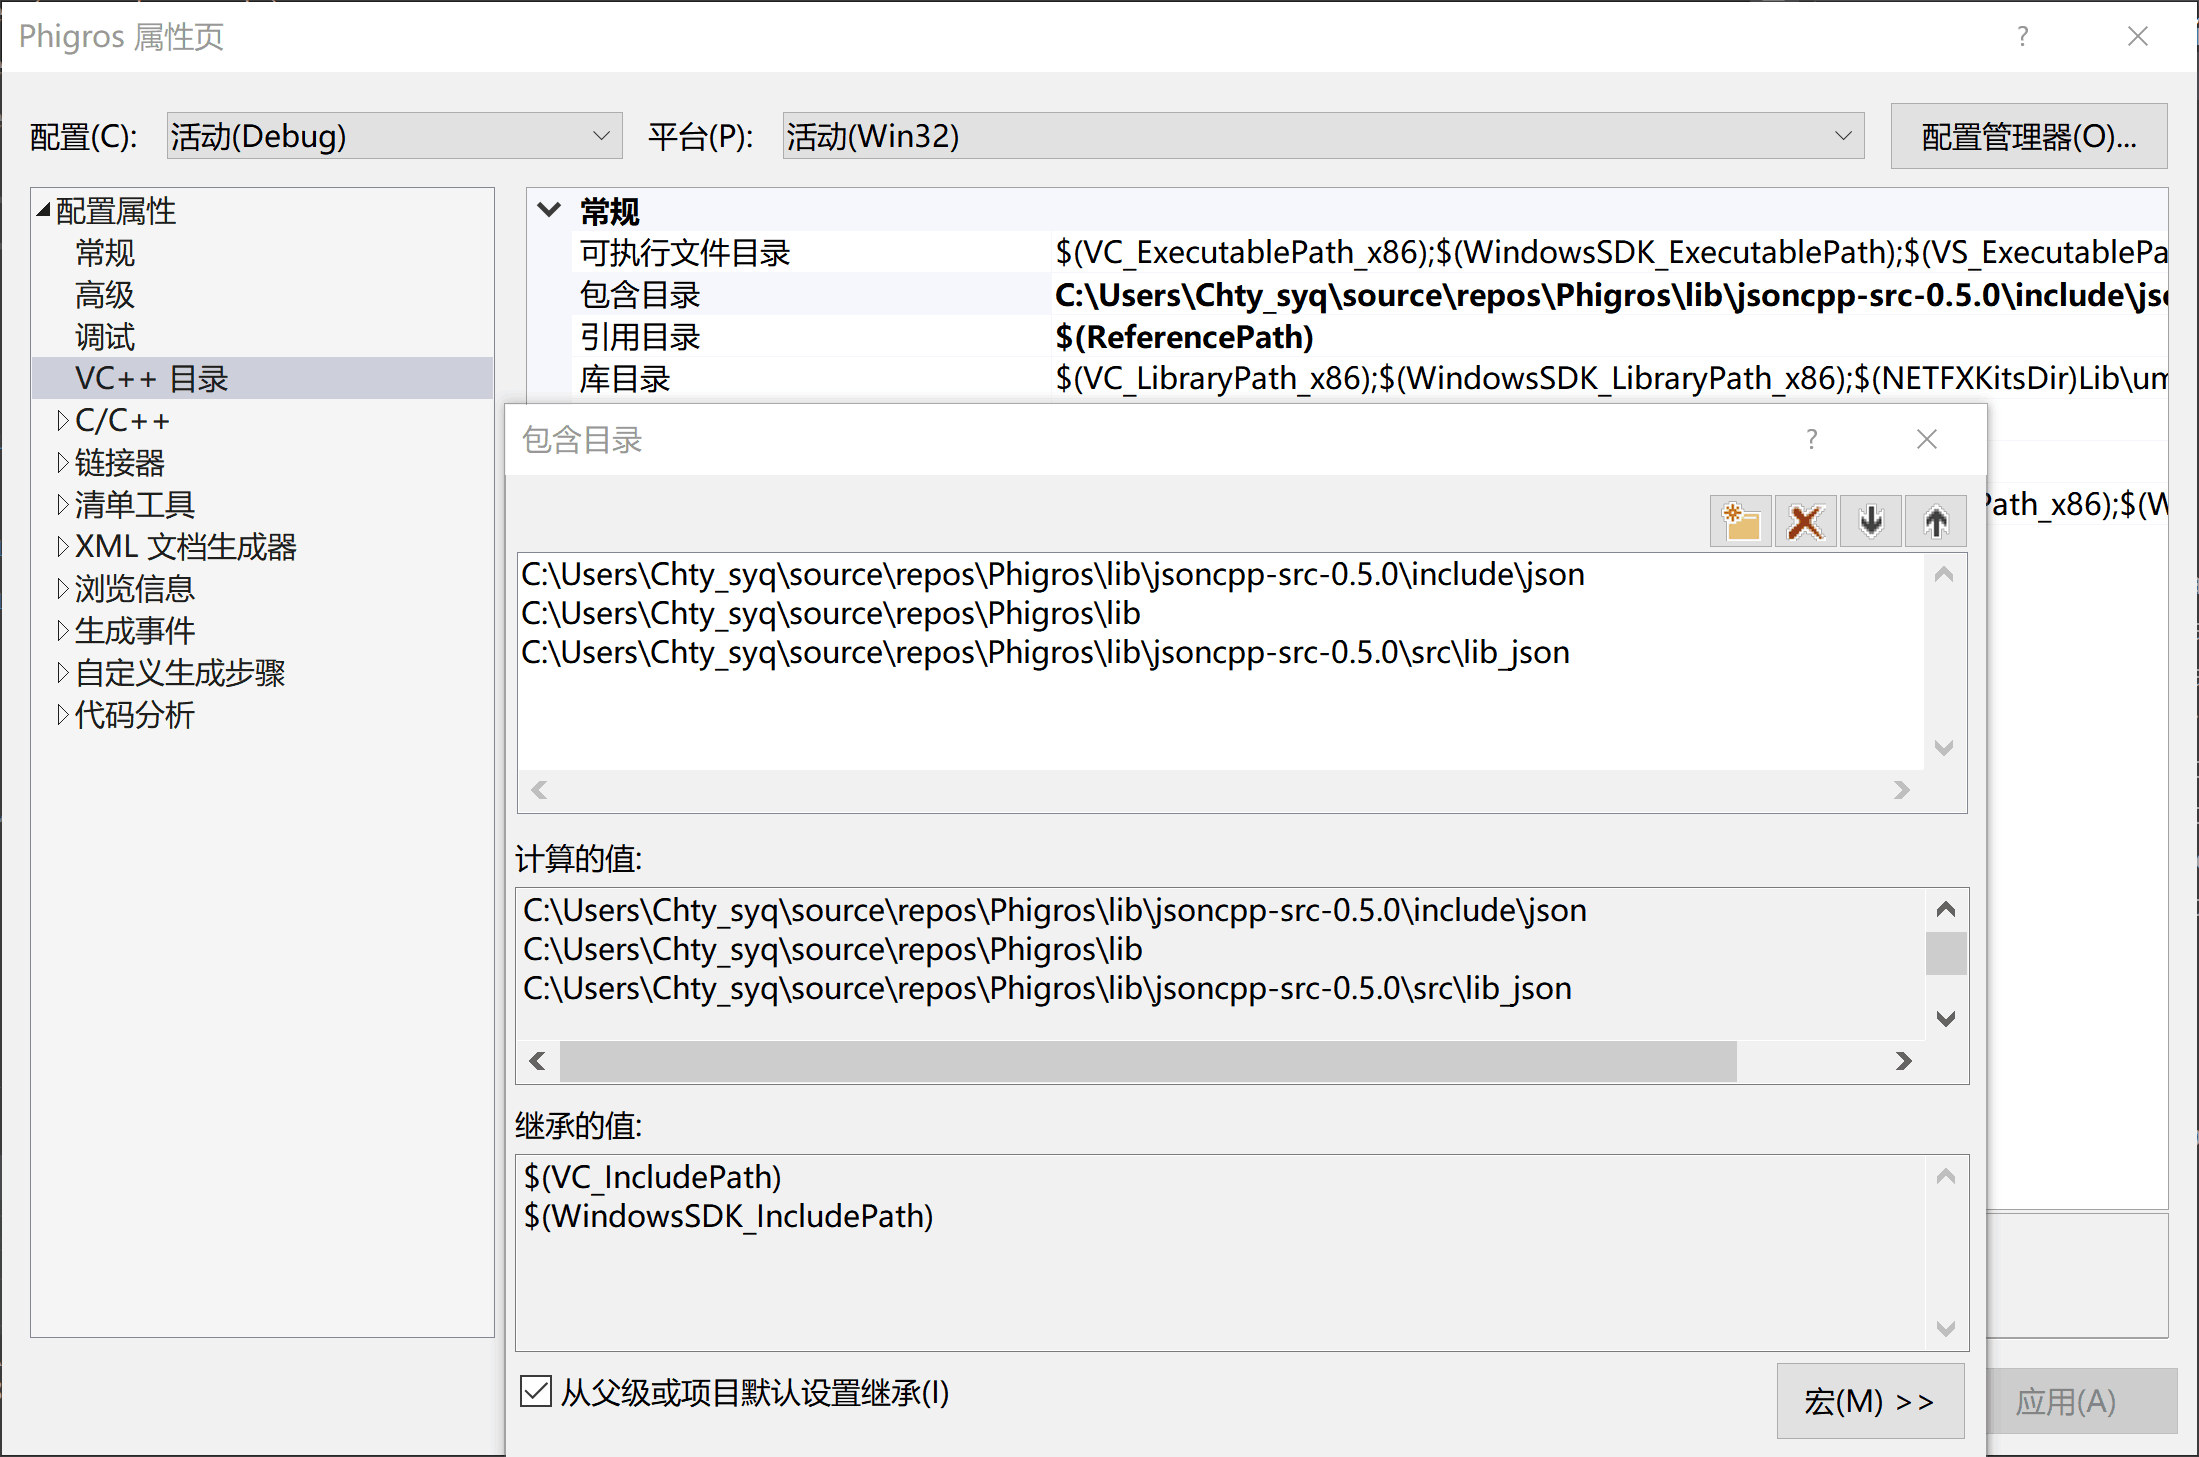 Phigros 属性页
配置(C): 活动(Debug) 平台(P): 活动(Win32) 配置管理器(O)...
配置属性
常规
高级
调试
VC++ 目录
C/C++
链接器
清单工具
XML 文档生成器
浏览信息
生成事件
自定义生成步骤
代码分析
常规
可执行文件目录 $(VC_ExecutablePath_x86);$(WindowsSDK_ExecutablePath);$(VS_ExecutablePa
包含目录 C:\Users\Chty_syq\source\repos\Phigros\lib\jsoncpp-src-0.5.0\include\jso
引用目录 $(ReferencePath)
库目录 $(VC_LibraryPath_x86);$(WindowsSDK_LibraryPath_x86);$(NETFXKitsDir)Lib\um
Path_x86);$(W
包含目录
C:\Users\Chty_syq\source\repos\Phigros\lib\jsoncpp-src-0.5.0\include\json
C:\Users\Chty_syq\source\repos\Phigros\lib
C:\Users\Chty_syq\source\repos\Phigros\lib\jsoncpp-src-0.5.0\src\lib_json
计算的值:
C:\Users\Chty_syq\source\repos\Phigros\lib\jsoncpp-src-0.5.0\include\json
C:\Users\Chty_syq\source\repos\Phigros\lib
C:\Users\Chty_syq\source\repos\Phigros\lib\jsoncpp-src-0.5.0\src\lib_json
继承的值:
$(VC_IncludePath)
$(WindowsSDK_IncludePath)
从父级或项目默认设置继承(I)
宏(M) >>
应用(A)